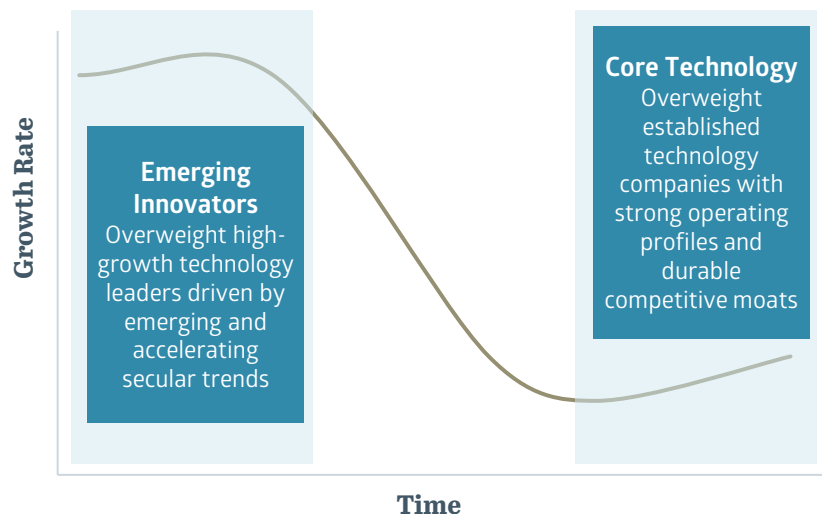 Growth Rate
Emerging
Innovators
Overweight high-
growth technology
leaders driven by
emerging and
accelerating
secular trends
Core Technology
Overweight
established
technology
companies with
strong operating
profiles and
durable
competitive moats
Time